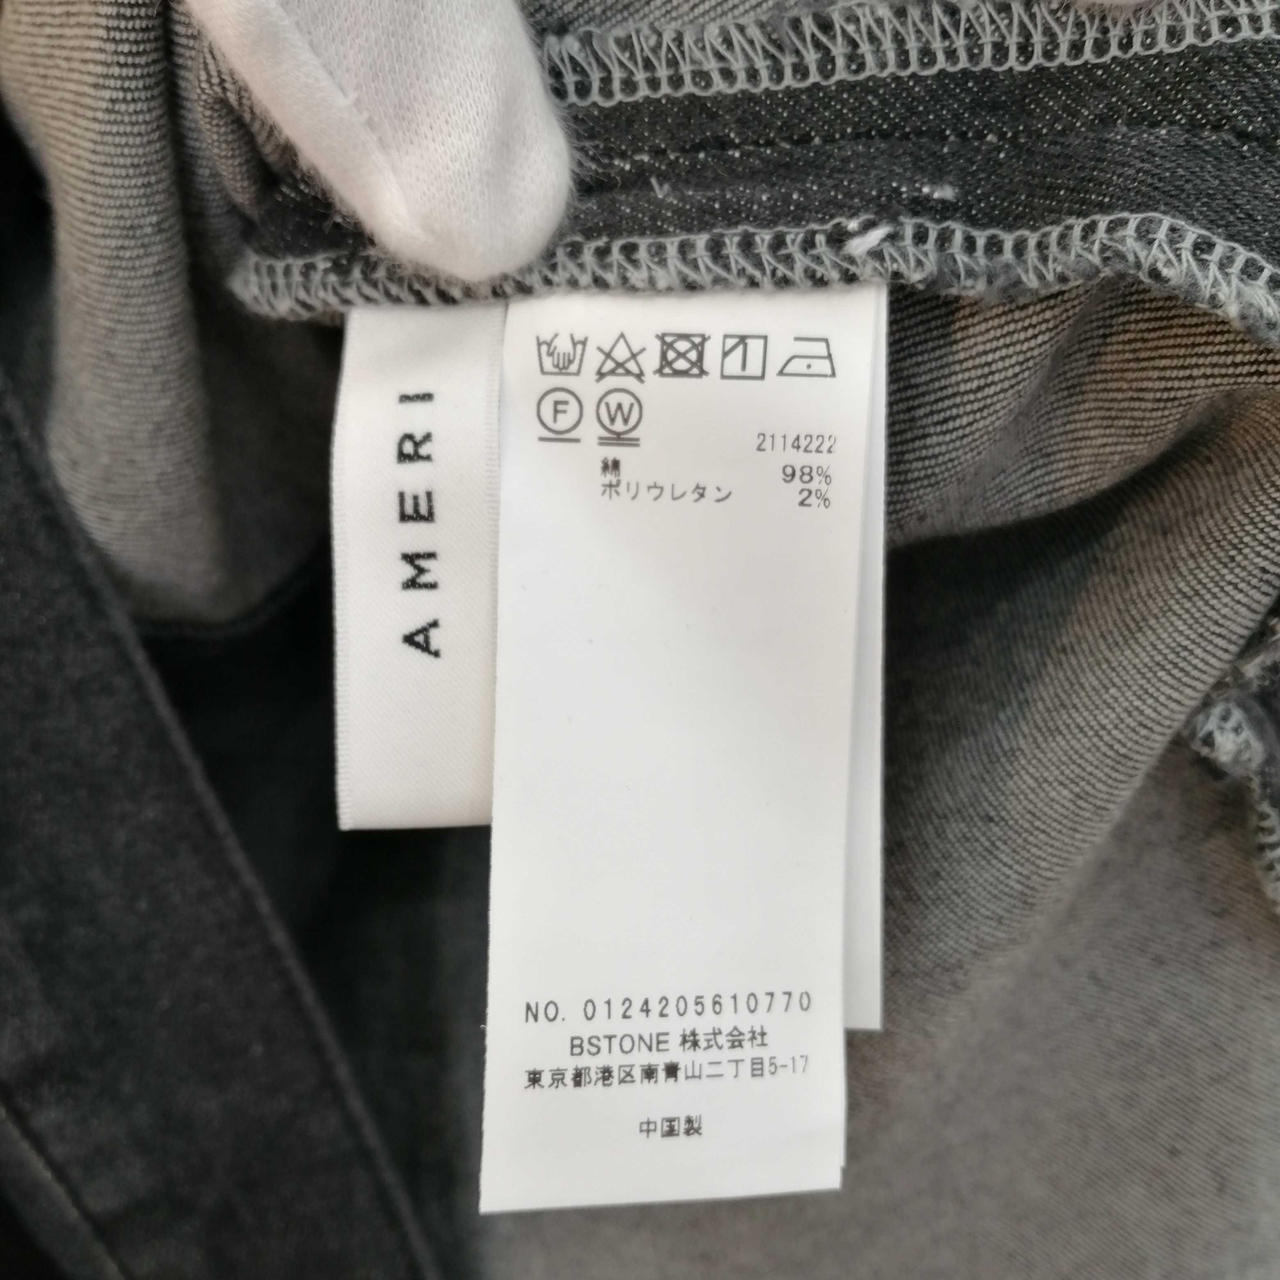 AMERI
F W
2114222
綿 98%
ポリウレタン 2%
NO. 0124205610770
BSTONE 株式会社
東京都港区南青山二丁目5-17
中国製